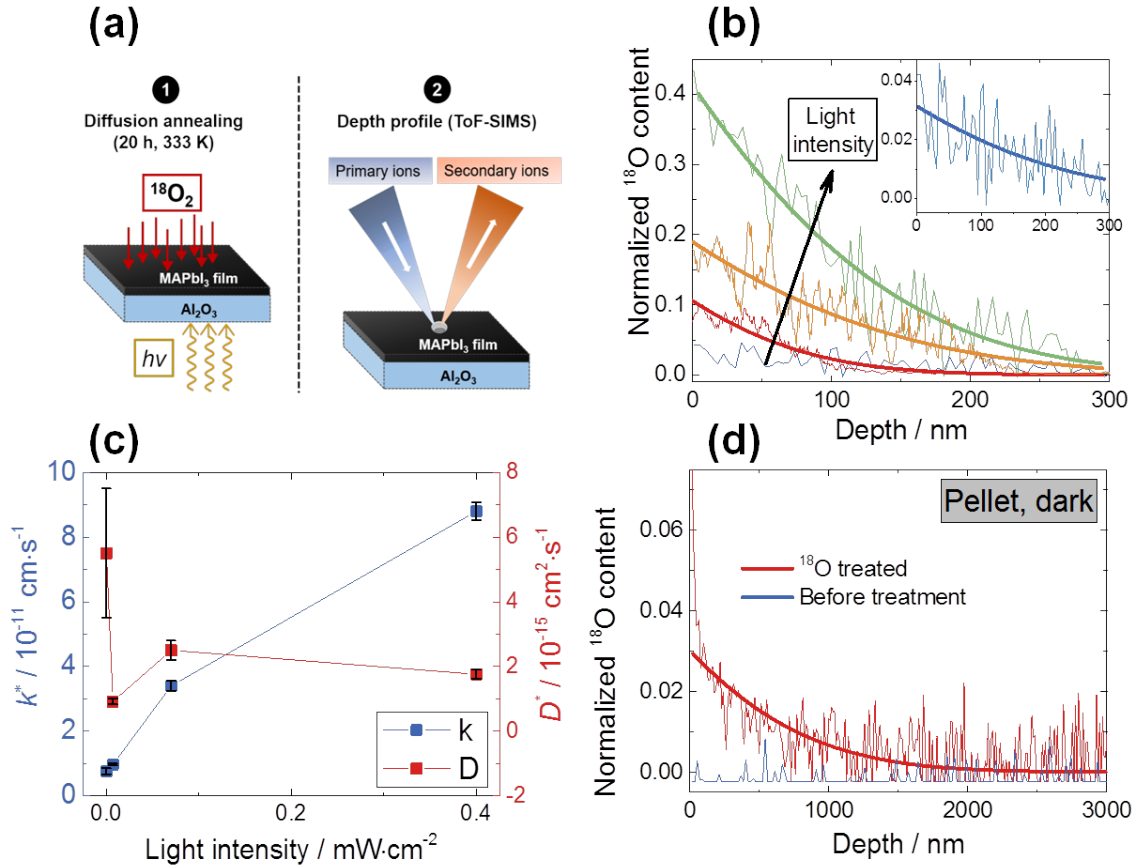 (a)
1
Diffusion annealing
(20 h, 333 K)
¹⁸O₂
MAPbI₃ film
Al₂O₃
hν
2
Depth profile (ToF-SIMS)
Primary ions
Secondary ions
MAPbI₃ film
Al₂O₃
(b)
Normalized ¹⁸O content
0.4
0.3
0.2
0.1
0.0
0
100
200
300
Depth / nm
Light
intensity
0.04
0.02
0.00
0
100
200
300
(c)
k* / 10⁻¹¹ cm·s⁻¹
10
8
6
4
2
0
D* / 10⁻¹⁵ cm²·s⁻¹
8
6
4
2
0
-2
k
D
0.0
0.2
0.4
Light intensity / mW·cm⁻²
(d)
Normalized ¹⁸O content
0.06
0.04
0.02
0.00
Pellet, dark
¹⁸O treated
Before treatment
0
1000
2000
3000
Depth / nm